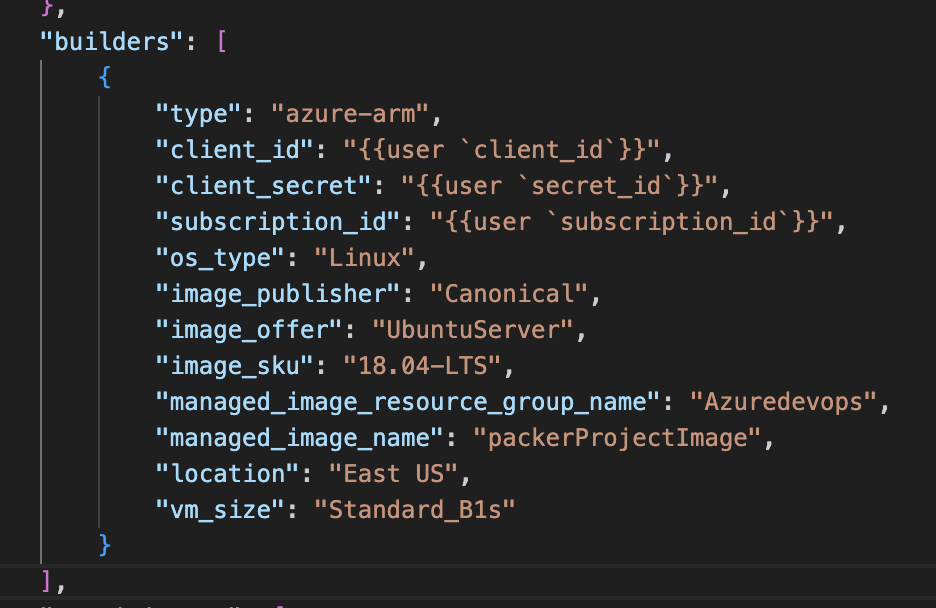 },
"builders": [
{
"type": "azure-arm",
"client_id": "{{user `client_id`}}",
"client_secret": "{{user `secret_id`}}",
"subscription_id": "{{user `subscription_id`}}",
"os_type": "Linux",
"image_publisher": "Canonical",
"image_offer": "UbuntuServer",
"image_sku": "18.04-LTS",
"managed_image_resource_group_name": "Azuredevops",
"managed_image_name": "packerProjectImage",
"location": "East US",
"vm_size": "Standard_B1s"
}
],